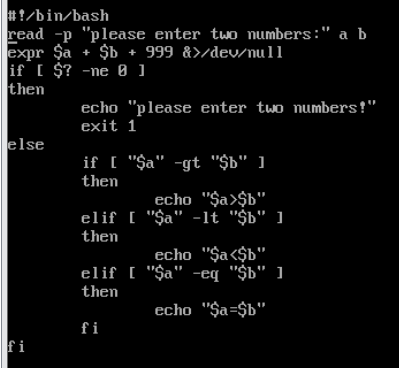 #!/bin/bash
read -p "please enter two numbers:" a b
expr $a + $b + 999 &>/dev/null
if [ $? -ne 0 ]
then
        echo "please enter two numbers!"
        exit 1
else
        if [ "$a" -gt "$b" ]
        then
                echo "$a>$b"
        elif [ "$a" -lt "$b" ]
        then
                echo "$a<$b"
        elif [ "$a" -eq "$b" ]
        then
                echo "$a=$b"
        fi
fi